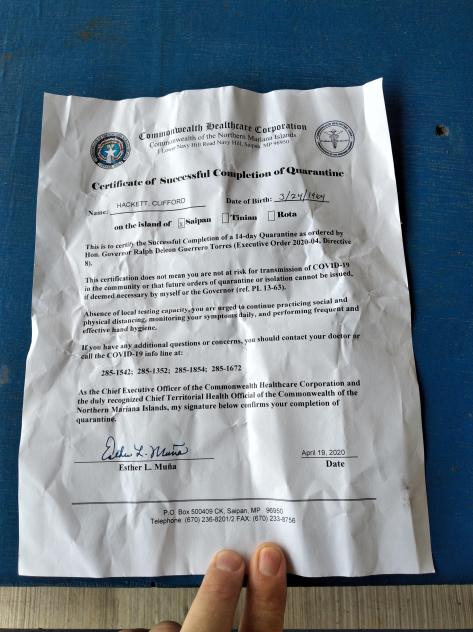 Commonwealth Healthcare Corporation
Commonwealth of the Northern Mariana Islands
1 Lower Navy Hill Road Navy Hill, Saipan, MP 96950
Certificate of Successful Completion of Quarantine
Name: HACKETT, CLIFFORD Date of Birth: 3/24/1964
on the island of x Saipan Tinian Rota
This is to certify the Successful Completion of a 14-day Quarantine as ordered by
Hon. Governor Ralph Deleon Guerrero Torres (Executive Order 2020-04, Directive
8).
This certification does not mean you are not at risk for transmission of COVID-19
in the community or that future orders of quarantine or isolation cannot be issued,
if deemed necessary by myself or the Governor (ref. PL 13-63).
Absence of local testing capacity, you are urged to continue practicing social and
physical distancing, monitoring your symptoms daily, and performing frequent and
effective hand hygiene.
If you have any additional questions or concerns, you should contact your doctor or
call the COVID-19 info line at:
285-1542; 285-1352; 285-1854; 285-1672
As the Chief Executive Officer of the Commonwealth Healthcare Corporation and
the duly recognized Chief Territorial Health Official of the Commonwealth of the
Northern Mariana Islands, my signature below confirms your completion of
quarantine.
Esther L. Muña April 19, 2020
Esther L. Muña Date
P.O. Box 500409 CK, Saipan, MP 96950
Telephone: (670) 236-8201/2 FAX: (670) 233-8756